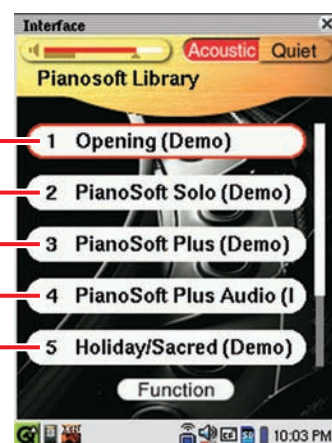 Interface
Acoustic Quiet
Pianosoft Library
1 Opening (Demo)
2 PianoSoft Solo (Demo)
3 PianoSoft Plus (Demo)
4 PianoSoft Plus Audio (
5 Holiday/Sacred (Demo)
Function
10:03 PM